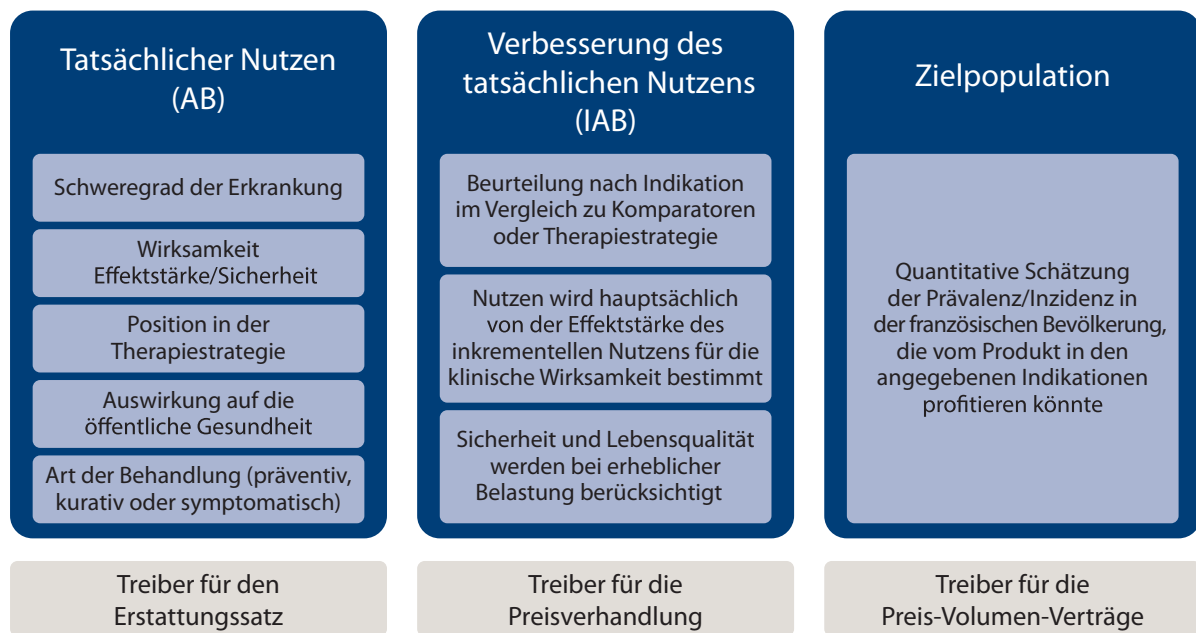 Tatsächlicher Nutzen
(AB)
Schweregrad der Erkrankung
Wirksamkeit
Effektstärke/Sicherheit
Position in der
Therapiestrategie
Auswirkung auf die
öffentliche Gesundheit
Art der Behandlung (präventiv,
kurativ oder symptomatisch)
Treiber für den
Erstattungssatz
Verbesserung des
tatsächlichen Nutzens
(IAB)
Beurteilung nach Indikation
im Vergleich zu Komparatoren
oder Therapiestrategie
Nutzen wird hauptsächlich
von der Effektstärke des
inkrementellen Nutzens für die
klinische Wirksamkeit bestimmt
Sicherheit und Lebensqualität
werden bei erheblicher
Belastung berücksichtigt
Treiber für die
Preisverhandlung
Zielpopulation
Quantitative Schätzung
der Prävalenz/Inzidenz in
der französischen Bevölkerung,
die vom Produkt in den
angegebenen Indikationen
profitieren könnte
Treiber für die
Preis-Volumen-Verträge